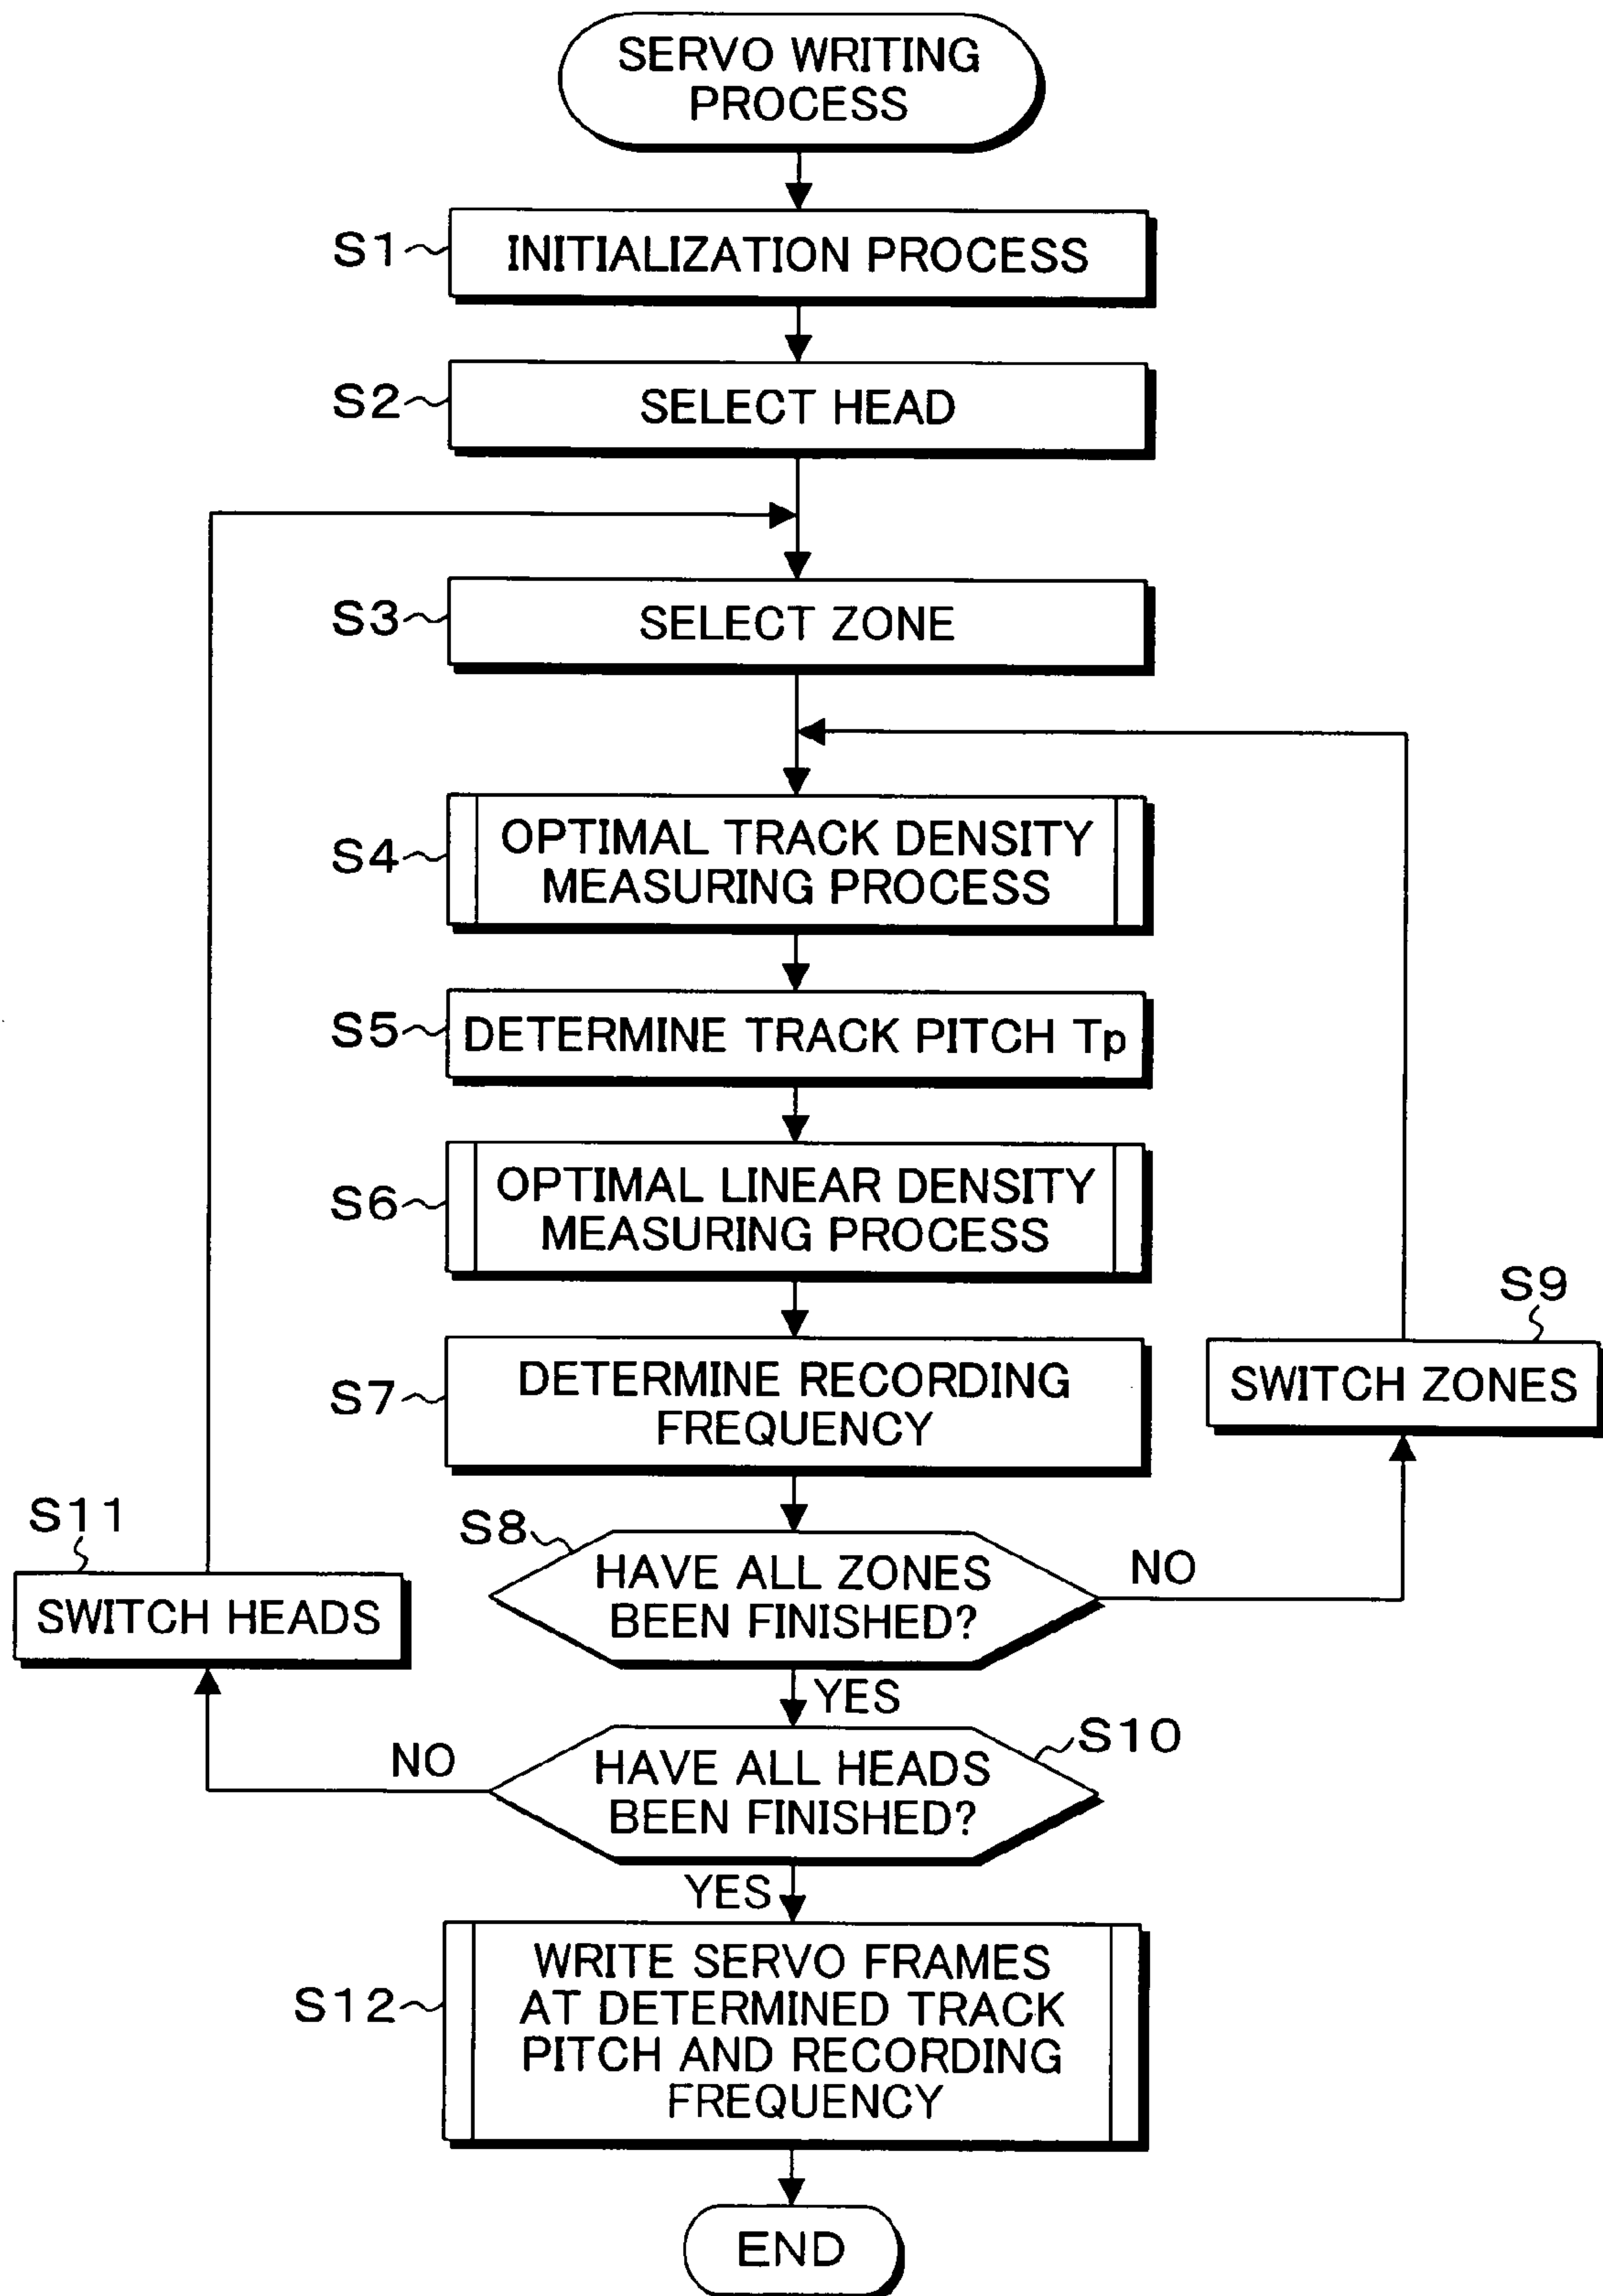 SERVO WRITING
PROCESS
S1
INITIALIZATION PROCESS
S2
SELECT HEAD
S3
SELECT ZONE
S4
OPTIMAL TRACK DENSITY
MEASURING PROCESS
S5
DETERMINE TRACK PITCH Tp
S6
OPTIMAL LINEAR DENSITY
MEASURING PROCESS
S7
DETERMINE RECORDING
FREQUENCY
S9
SWITCH ZONES
S8
HAVE ALL ZONES
BEEN FINISHED?
NO
S11
SWITCH HEADS
YES
S10
HAVE ALL HEADS
BEEN FINISHED?
NO
YES
S12
WRITE SERVO FRAMES
AT DETERMINED TRACK
PITCH AND RECORDING
FREQUENCY
END